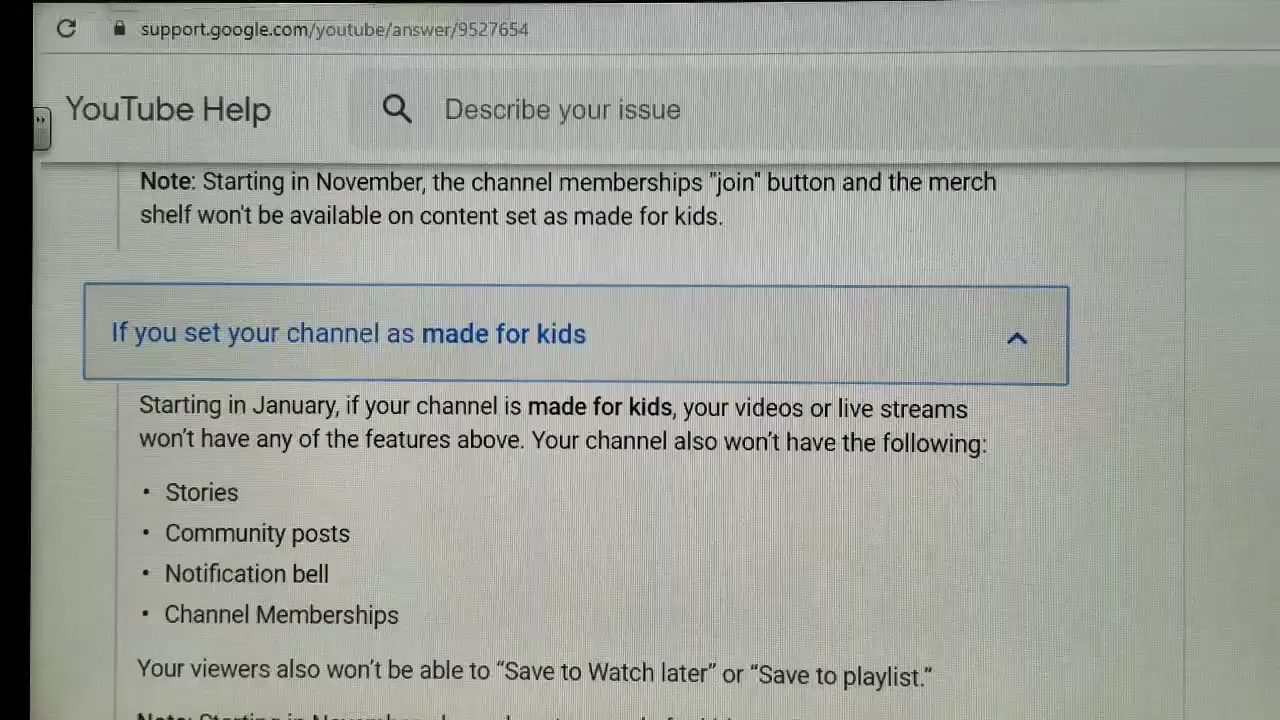 support.google.com/youtube/answer/9527654
YouTube Help
Describe your issue
Note: Starting in November, the channel memberships "join" button and the merch
shelf won't be available on content set as made for kids.
If you set your channel as made for kids
Starting in January, if your channel is made for kids, your videos or live streams
won't have any of the features above. Your channel also won't have the following:
• Stories
• Community posts
• Notification bell
• Channel Memberships
Your viewers also won't be able to “Save to Watch later” or “Save to playlist.”
Note: Starting in November